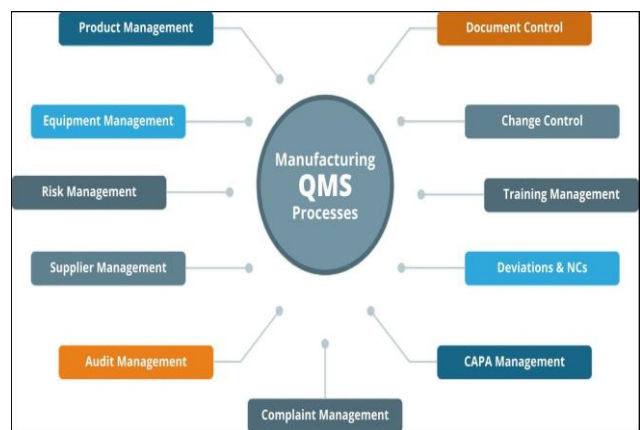 Product Management
Document Control
Equipment Management
Change Control
Manufacturing
QMS
Processes
Risk Management
Training Management
Supplier Management
Deviations & NCs
Audit Management
CAPA Management
Complaint Management